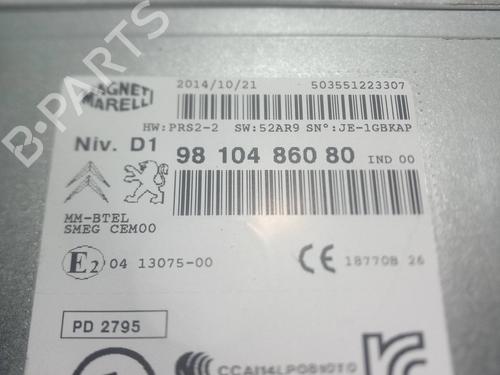 MAGNETI
MARELLI
2014/10/21
503551223307
HW:PRS2-2 SW:52AR9 SN°:JE-1GBKAP
Niv. D1
98 104 860 80 IND 00
MM-BTEL
SMEG CEM00
E2 04 13075-00
CE
18770B 26
PD 2795
B-PARTS